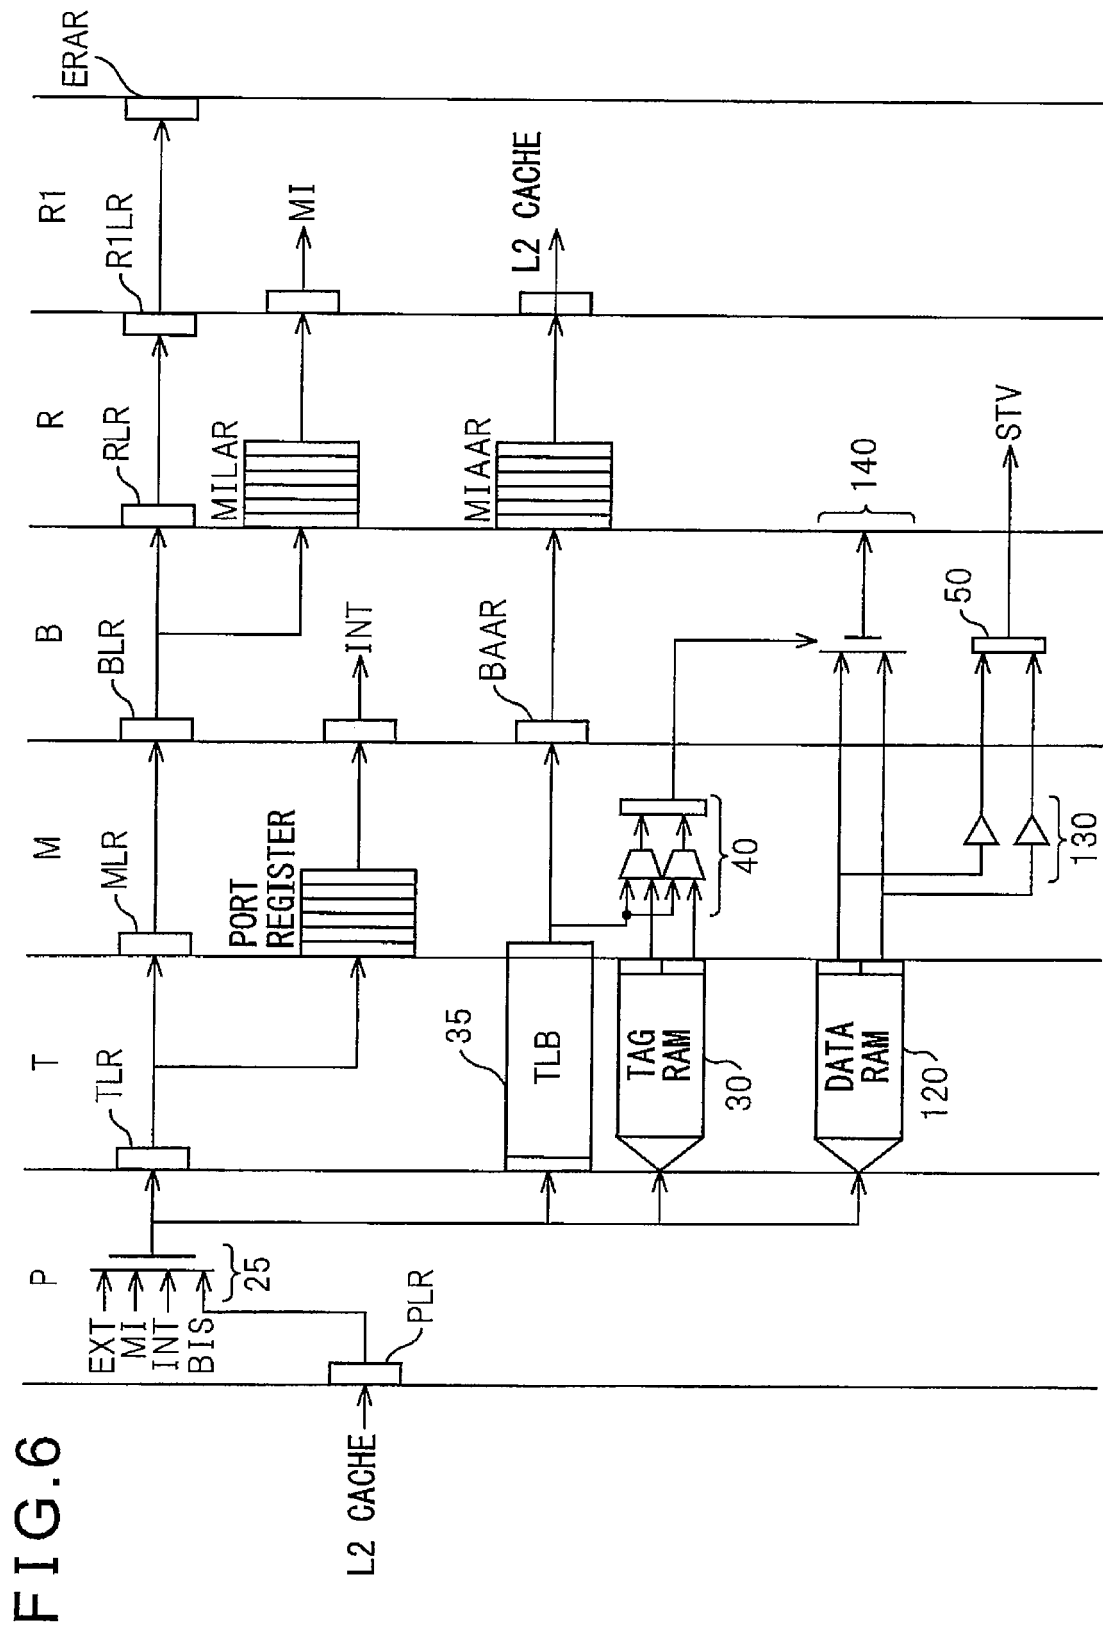 FIG.6
P
T
M
B
R
R1
EXT
MI
INT
BIS
25
TLR
MLR
BLR
RLR
R1LR
ERAR
L2 CACHE
PLR
PORT
REGISTER
INT
MILAR
MI
35
TLB
BAAR
MIAAR
L2 CACHE
TAG
RAM
30
40
DATA
RAM
120
130
140
50
STV